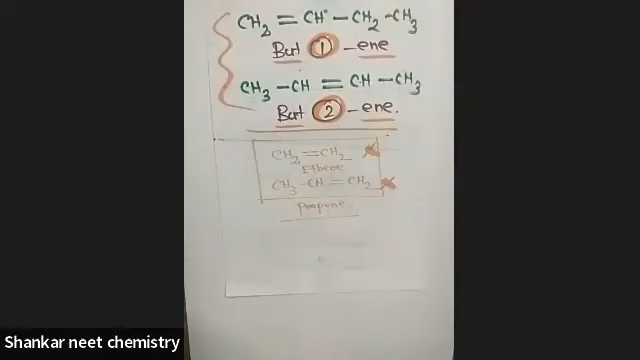 CH₂ = CH – CH₂ – CH₃
But ① – ene
CH₃ – CH = CH – CH₃
But ② – ene.
CH₂ = CH₂ ×
Ethene
CH₃ – CH = CH₂ ×
Propene
Shankar neet chemistry